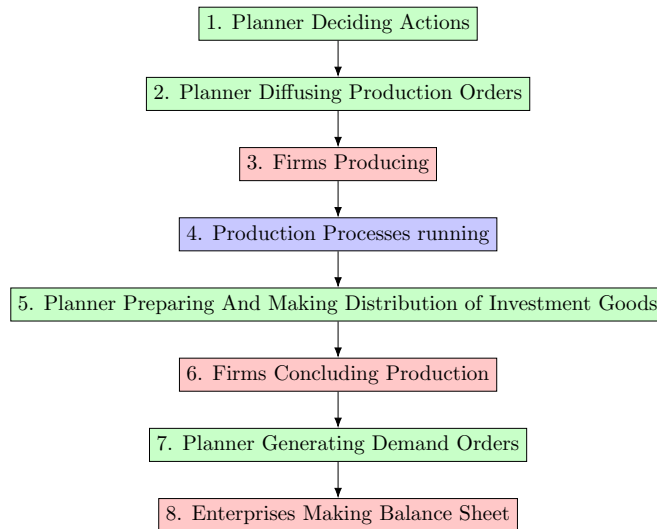 1. Planner Deciding Actions
2. Planner Diffusing Production Orders
3. Firms Producing
4. Production Processes running
5. Planner Preparing And Making Distribution of Investment Goods
6. Firms Concluding Production
7. Planner Generating Demand Orders
8. Enterprises Making Balance Sheet